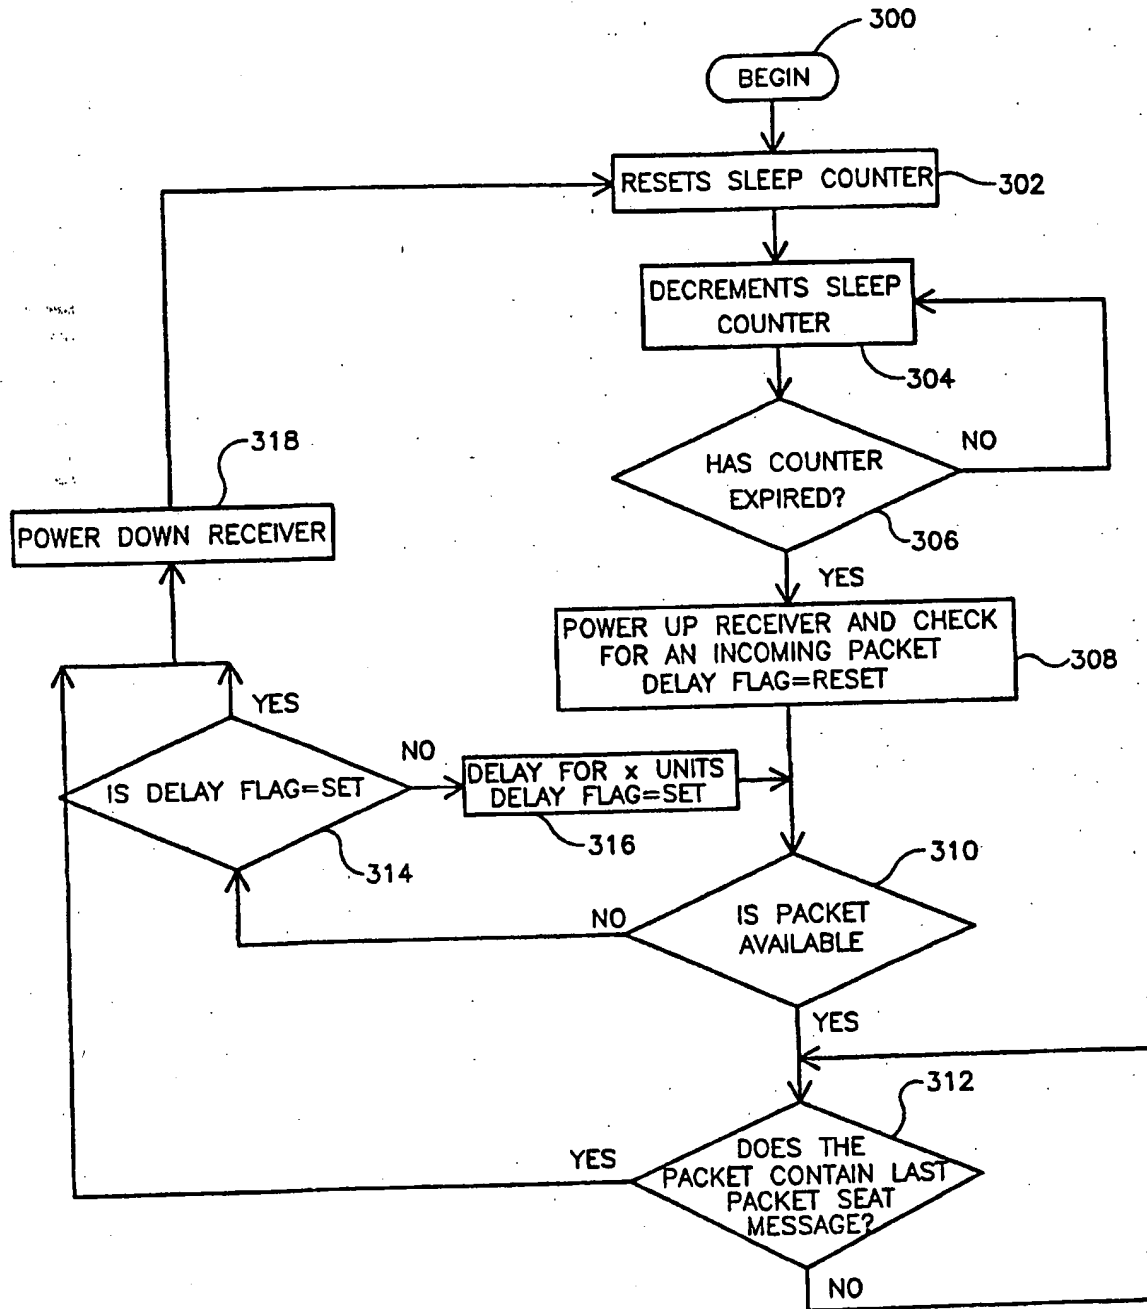 300
BEGIN
RESETS SLEEP COUNTER
302
DECREMENTS SLEEP
COUNTER
304
HAS COUNTER
EXPIRED?
NO
306
YES
318
POWER DOWN RECEIVER
POWER UP RECEIVER AND CHECK
FOR AN INCOMING PACKET
DELAY FLAG=RESET
308
YES
IS DELAY FLAG=SET
314
NO
DELAY FOR x UNITS
DELAY FLAG=SET
316
310
IS PACKET
AVAILABLE
NO
YES
312
DOES THE
PACKET CONTAIN LAST
PACKET SEAT
MESSAGE?
YES
NO